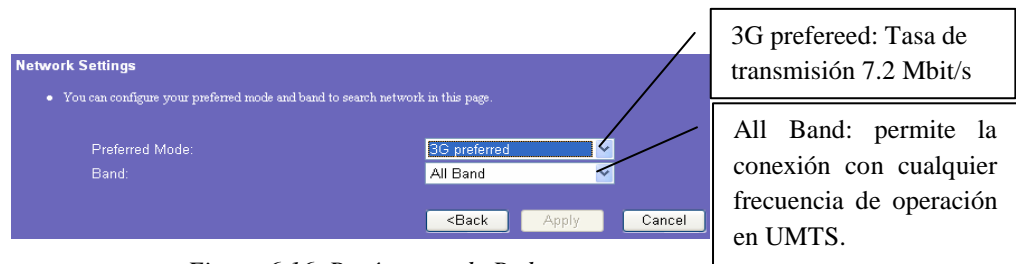 3G prefereed: Tasa de
transmisión 7.2 Mbit/s
Network Settings
You can configure your preferred mode and band to search network in this page.
Preferred Mode:
3G preferred
Band:
All Band
<Back
Apply
Cancel
All Band: permite la
conexión con cualquier
frecuencia de operación
en UMTS.